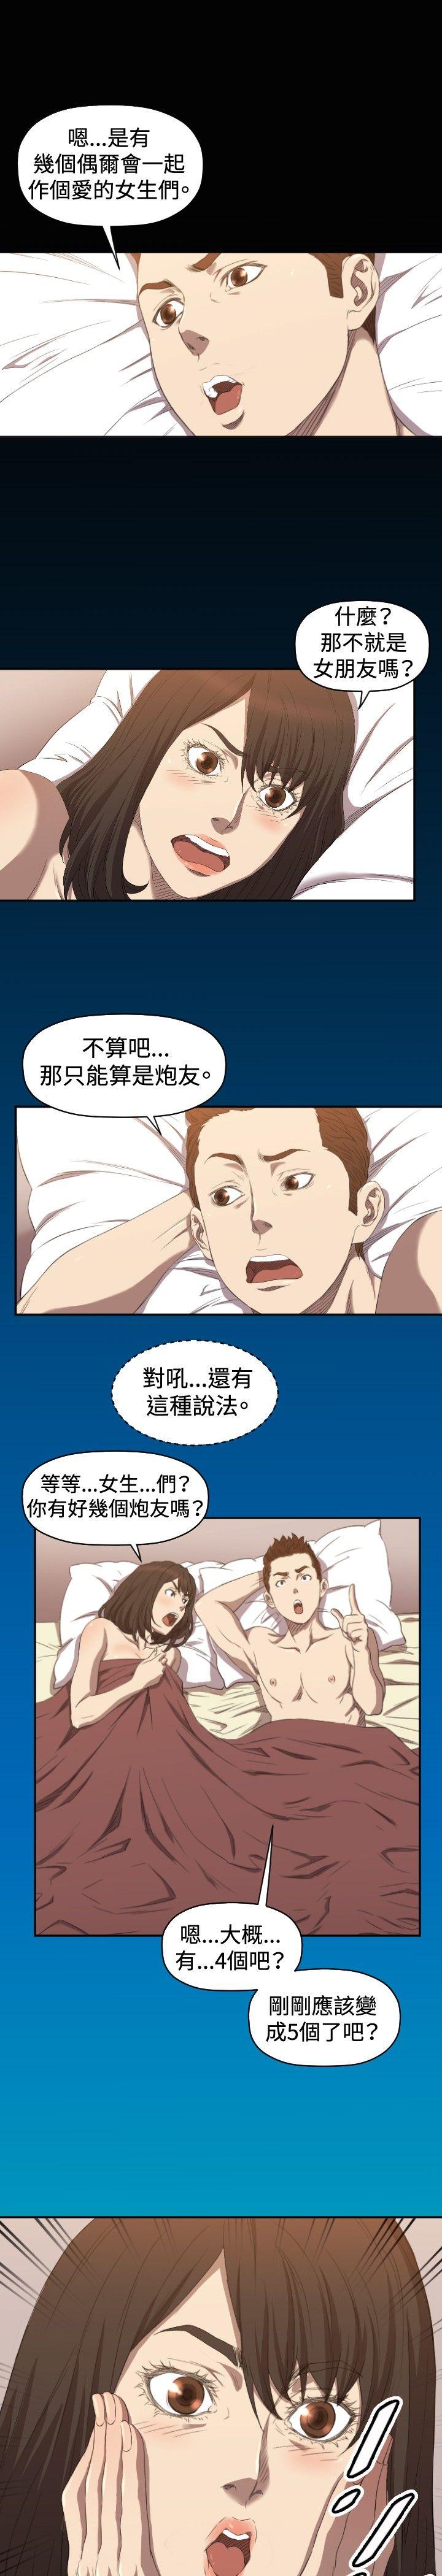 嗯...是有
幾個偶爾會一起
作個愛的女生們。
什麼？
那不就是
女朋友嗎？
不算吧...
那只能算是炮友。
對吼...還有
這種說法。
等等...女生...們？
你有好幾個炮友嗎？
嗯...大概...
有...4個吧？
剛剛應該變
成5個了吧？